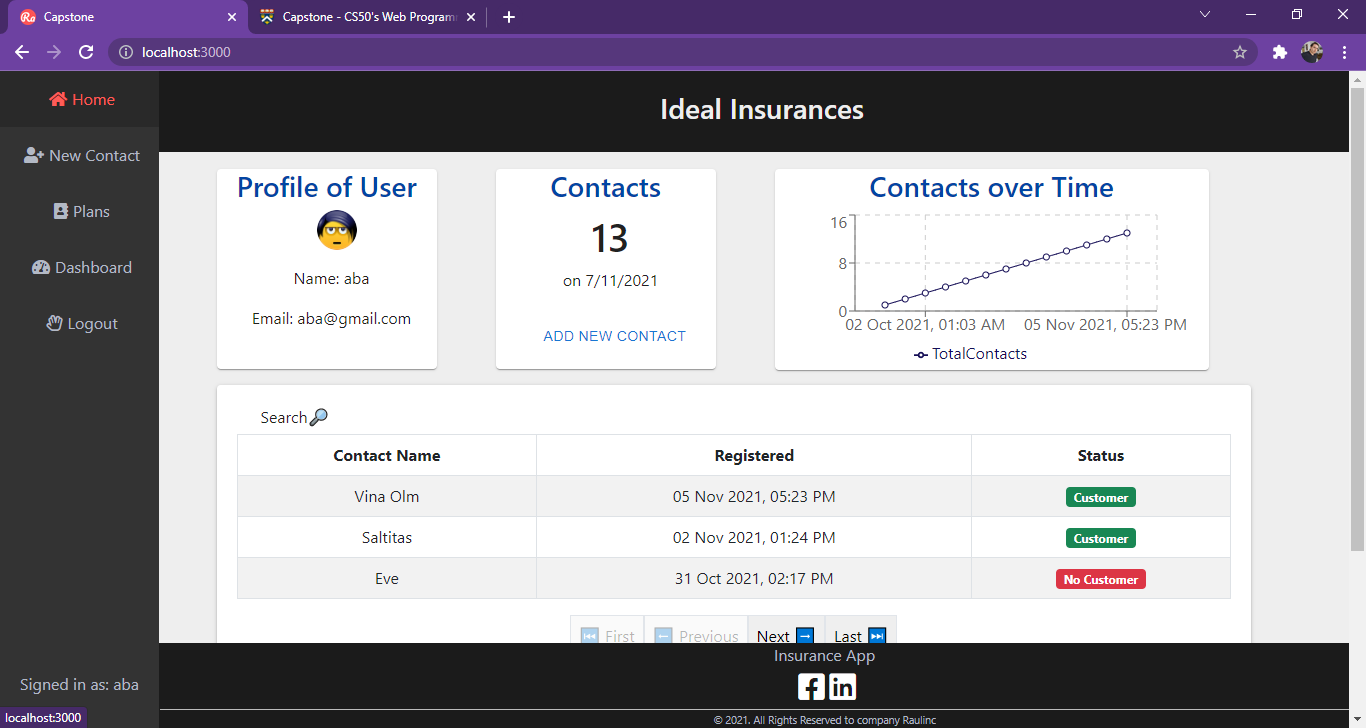 Capstone
Capstone - CS50's Web Program
localhost:3000
Home
New Contact
Plans
Dashboard
Logout
Signed in as: aba
localhost:3000
Ideal Insurances
Profile of User
Name: aba
Email: aba@gmail.com
Contacts
13
on 7/11/2021
ADD NEW CONTACT
Contacts over Time
16
8
0
02 Oct 2021, 01:03 AM 05 Nov 2021, 05:23 PM
TotalContacts
Search
Contact Name Registered Status
Vina Olm 05 Nov 2021, 05:23 PM Customer
Saltitas 02 Nov 2021, 01:24 PM Customer
Eve 31 Oct 2021, 02:17 PM No Customer
First Previous Next Last
Insurance App
© 2021. All Rights Reserved to company Raulinc